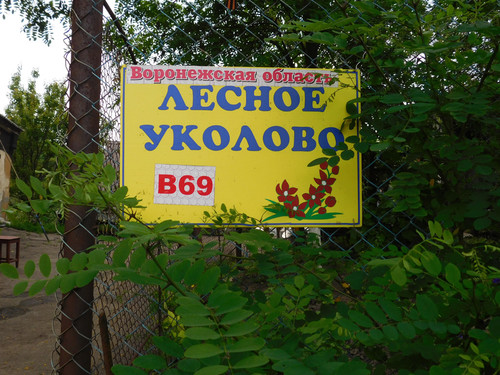 Воронежская область
ЛЕСНОЕ
УКОЛОВО
В69